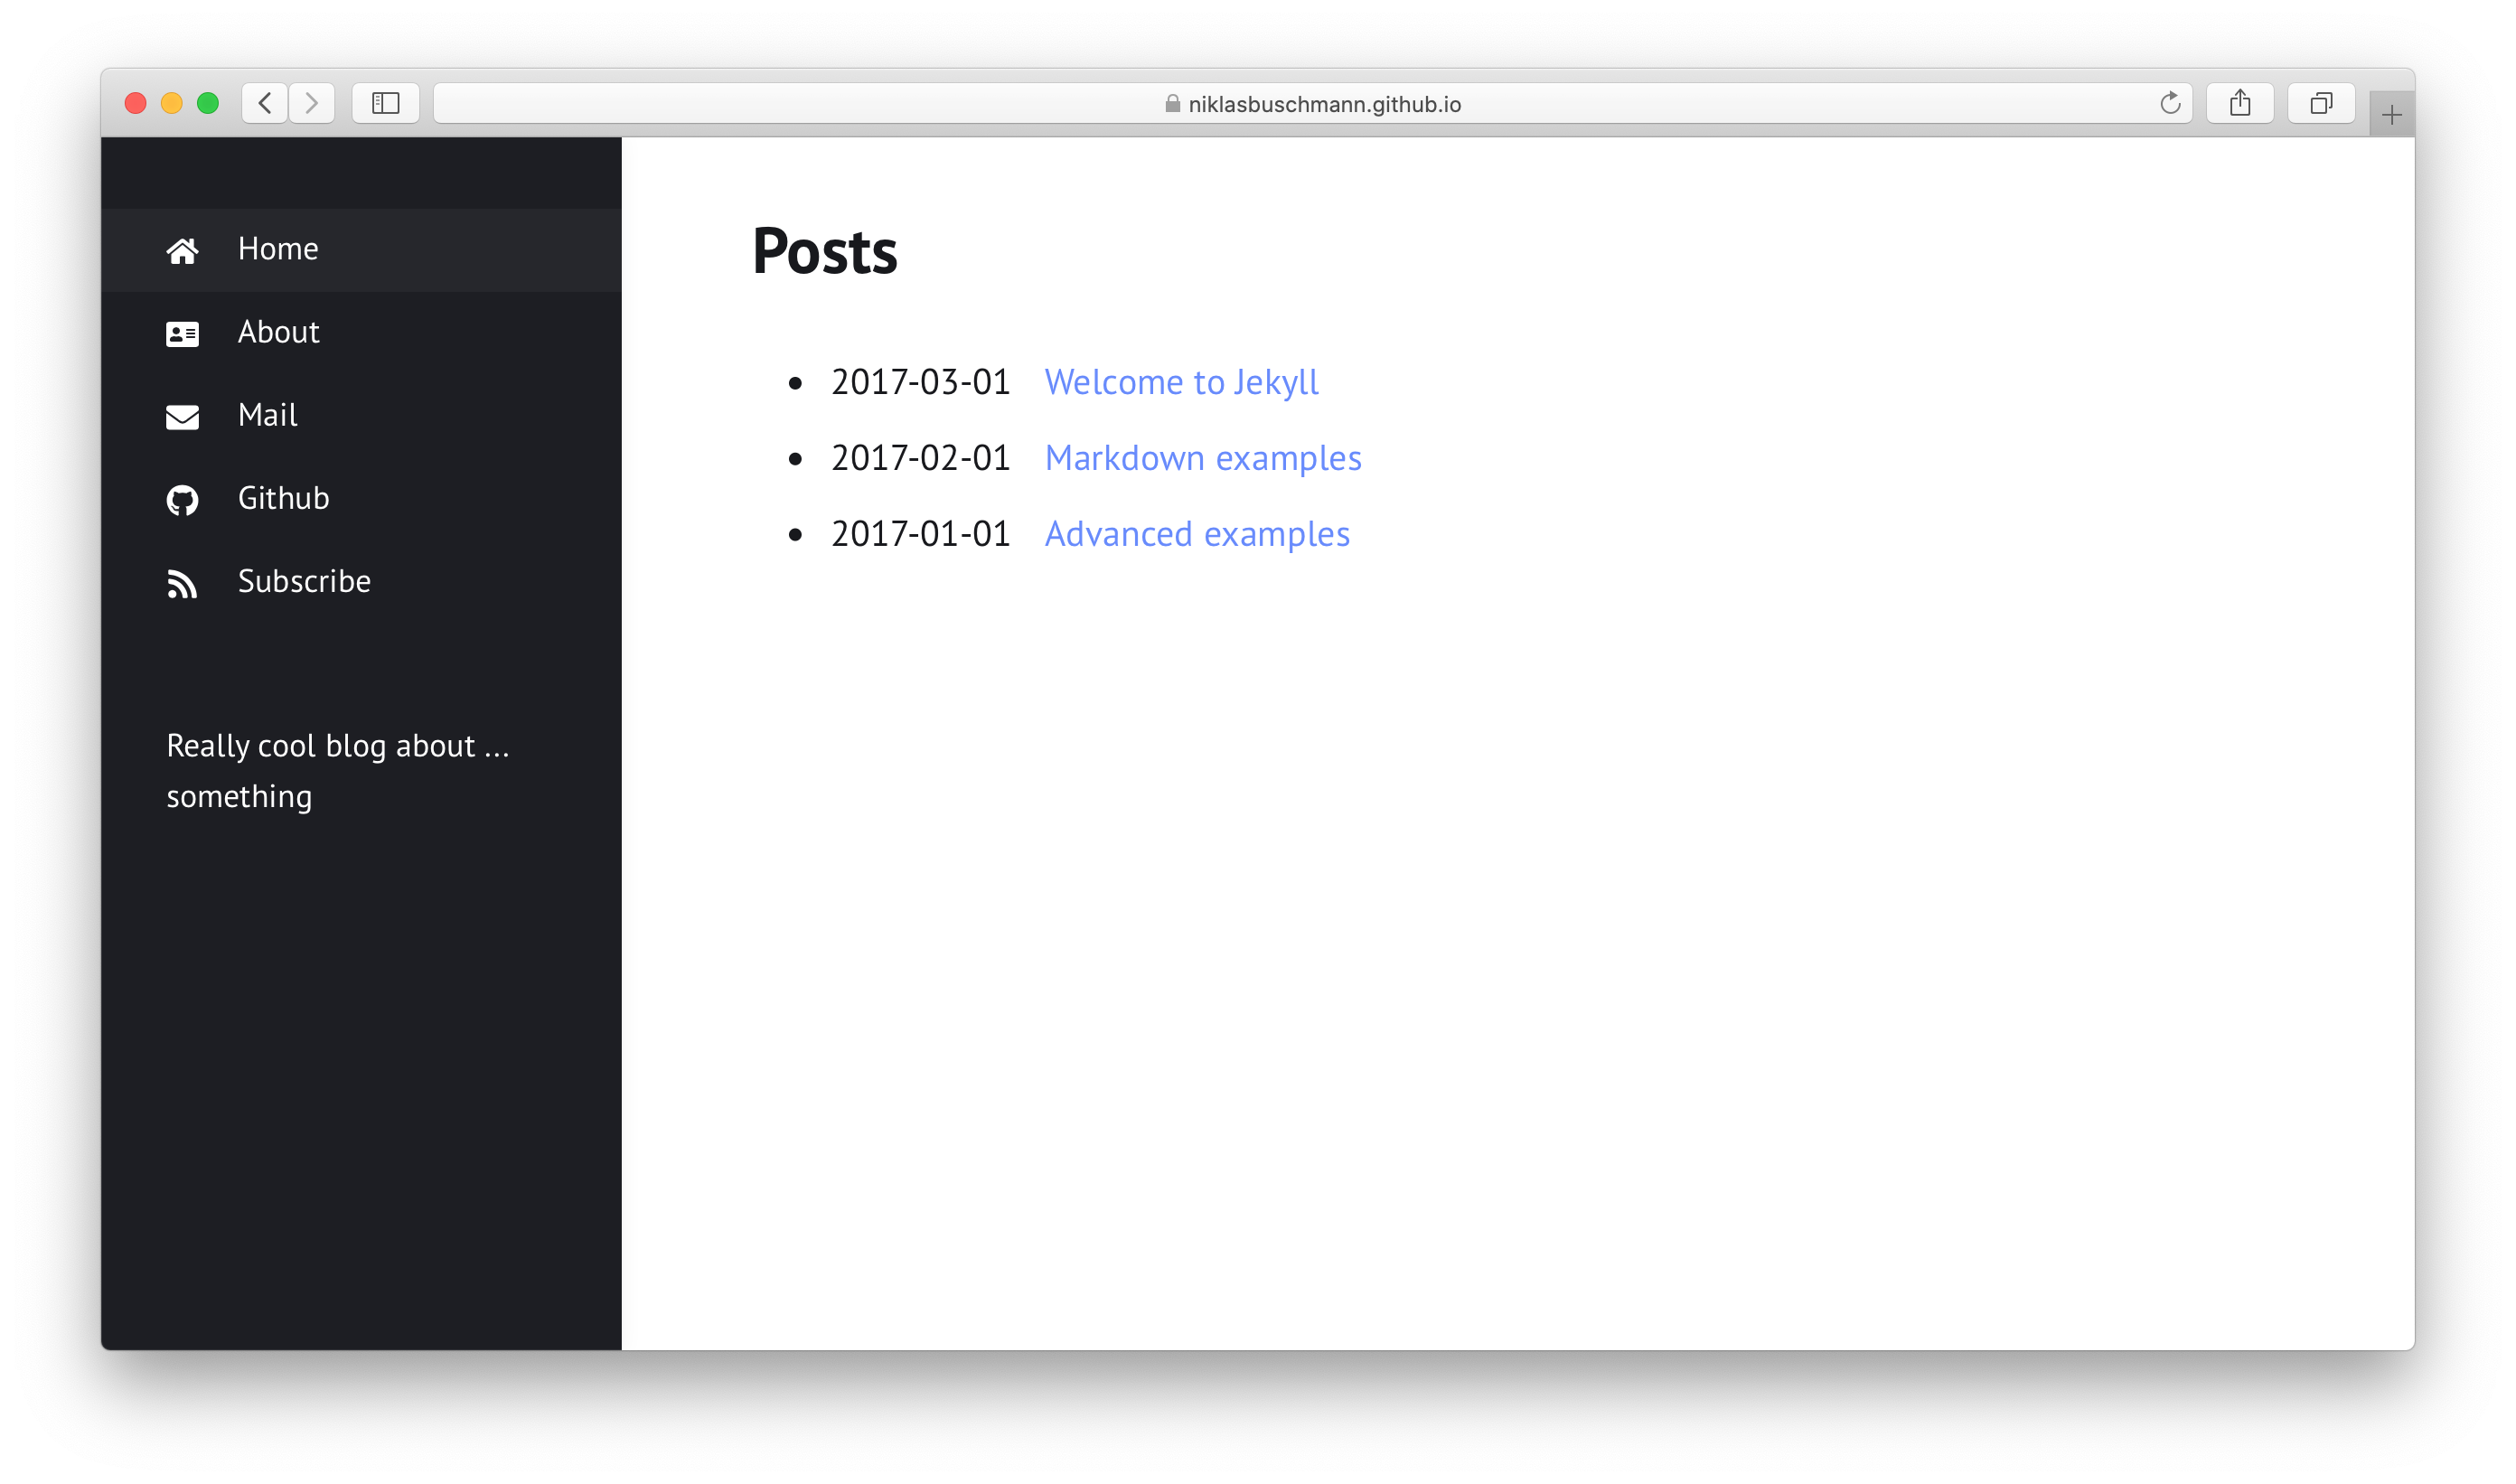 niklasbuschmann.github.io
Home
About
Mail
Github
Subscribe
Really cool blog about ...
something
Posts
2017-03-01 Welcome to Jekyll
2017-02-01 Markdown examples
2017-01-01 Advanced examples